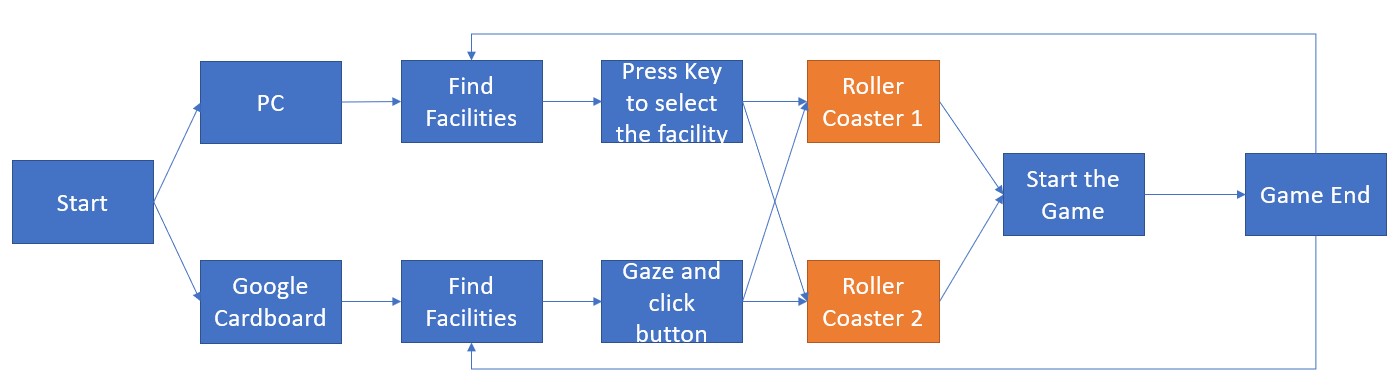 Start
PC
Find
Facilities
Press Key
to select
the facility
Roller
Coaster 1
Google
Cardboard
Find
Facilities
Gaze and
click
button
Roller
Coaster 2
Start the
Game
Game End